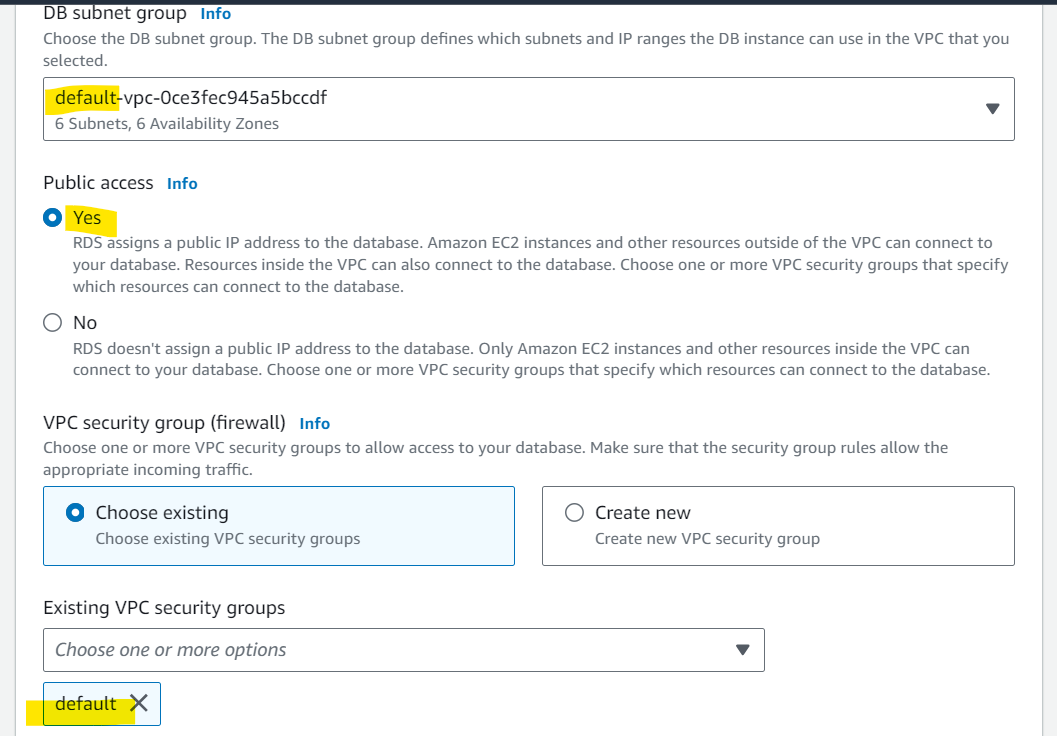 DB subnet group Info
Choose the DB subnet group. The DB subnet group defines which subnets and IP ranges the DB instance can use in the VPC that you
selected.
default-vpc-0ce3fec945a5bccdf
6 Subnets, 6 Availability Zones
Public access Info
Yes
RDS assigns a public IP address to the database. Amazon EC2 instances and other resources outside of the VPC can connect to
your database. Resources inside the VPC can also connect to the database. Choose one or more VPC security groups that specify
which resources can connect to the database.
No
RDS doesn't assign a public IP address to the database. Only Amazon EC2 instances and other resources inside the VPC can
connect to your database. Choose one or more VPC security groups that specify which resources can connect to the database.
VPC security group (firewall) Info
Choose one or more VPC security groups to allow access to your database. Make sure that the security group rules allow the
appropriate incoming traffic.
Choose existing
Choose existing VPC security groups
Create new
Create new VPC security group
Existing VPC security groups
Choose one or more options
default